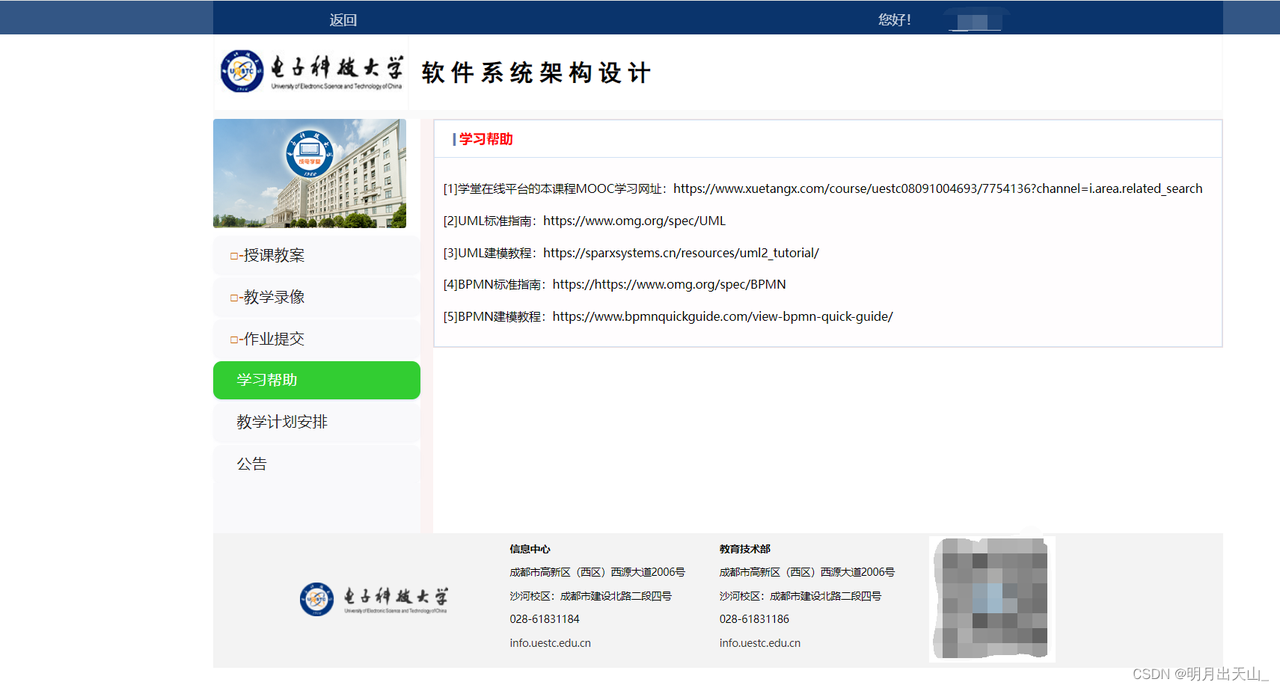 返回
您好!
电子科技大学
University of Electronic Science and Technology of China
软件系统架构设计
学习帮助
[1]学堂在线平台的本课程MOOC学习网址：https://www.xuetangx.com/course/uestc08091004693/7754136?channel=i.area.related_search
[2]UML标准指南：https://www.omg.org/spec/UML
[3]UML建模教程：https://sparxsystems.cn/resources/uml2_tutorial/
[4]BPMN标准指南：https://https://www.omg.org/spec/BPMN
[5]BPMN建模教程：https://www.bpmnquickguide.com/view-bpmn-quick-guide/
□-授课教案
□-教学录像
□-作业提交
学习帮助
教学计划安排
公告
电子科技大学
University of Electronic Science and Technology of China
信息中心
成都市高新区（西区）西源大道2006号
沙河校区：成都市建设北路二段四号
028-61831184
info.uestc.edu.cn
教育技术部
成都市高新区（西区）西源大道2006号
沙河校区：成都市建设北路二段四号
028-61831186
info.uestc.edu.cn
CSDN @明月出天山_